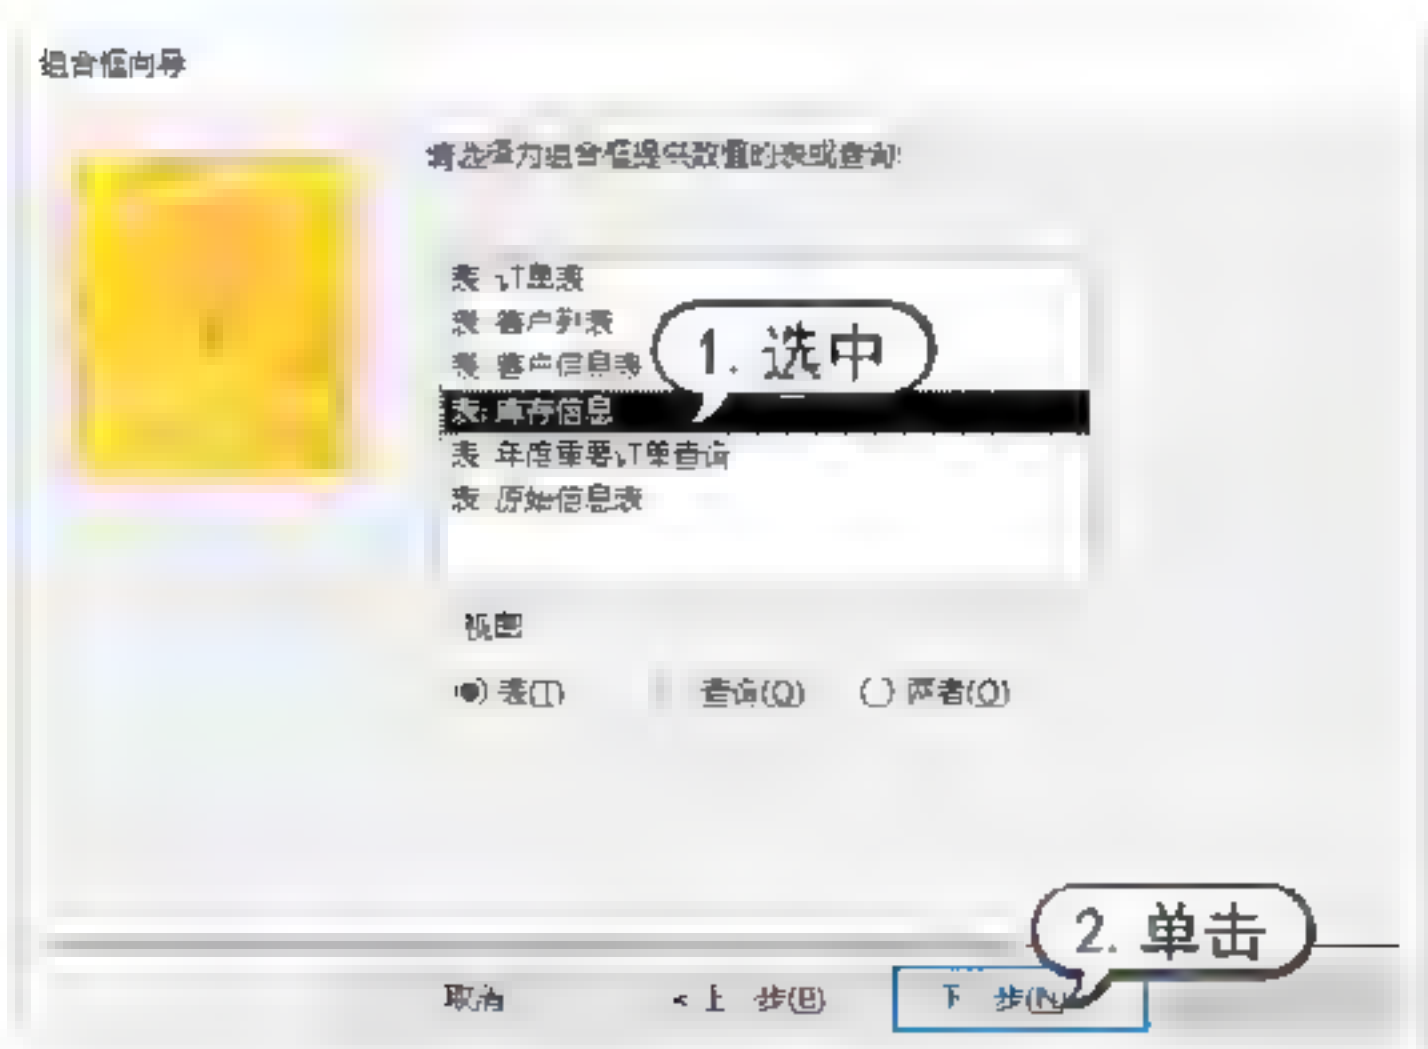 组合框向导
请选择为组合框提供数值的表或查询:
表: 订单表
表: 客户列表
表: 客户信息表
1. 选中
表: 库存信息
表: 年度重要订单查询
表: 原始信息表
视图
表(T) 查询(Q) 两者(O)
2. 单击
取消 < 上一步(B) 下一步(N)